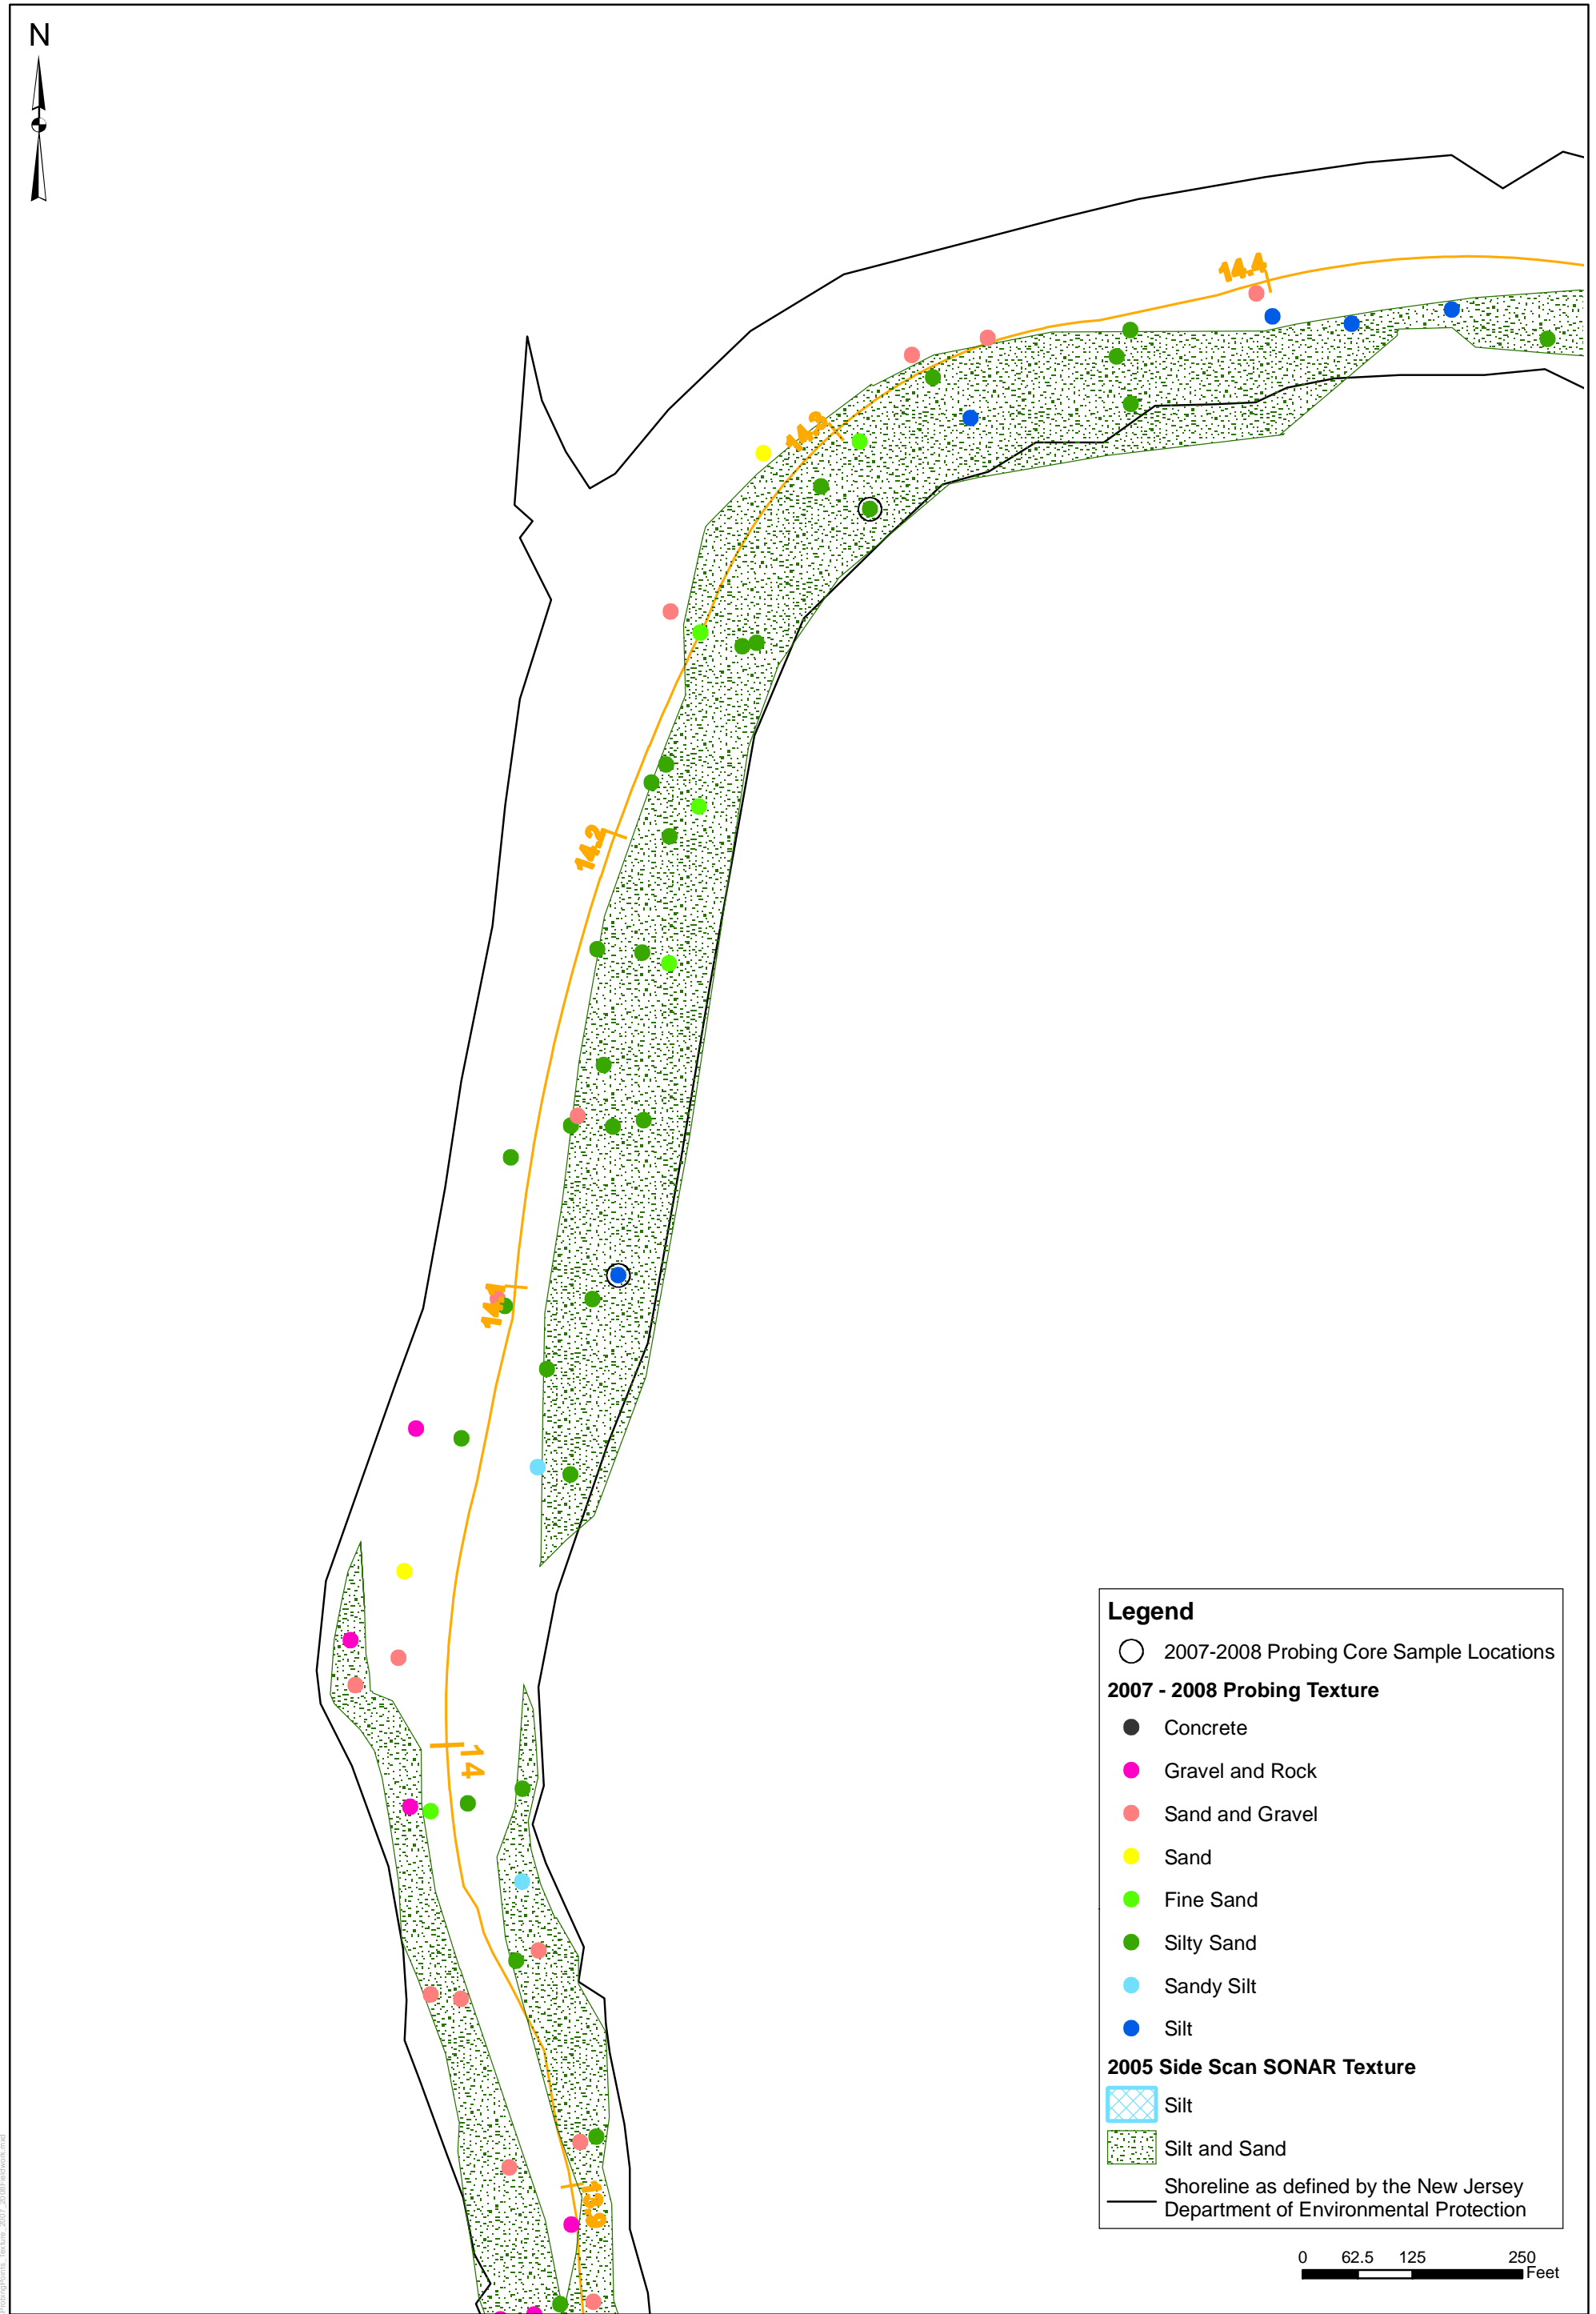 N
14.4
14.3
14.2
14.1
14
13.9
Legend
2007-2008 Probing Core Sample Locations
2007 - 2008 Probing Texture
Concrete
Gravel and Rock
Sand and Gravel
Sand
Fine Sand
Silty Sand
Sandy Silt
Silt
2005 Side Scan SONAR Texture
Silt
Silt and Sand
Shoreline as defined by the New Jersey
Department of Environmental Protection
0 62.5 125 250
Feet